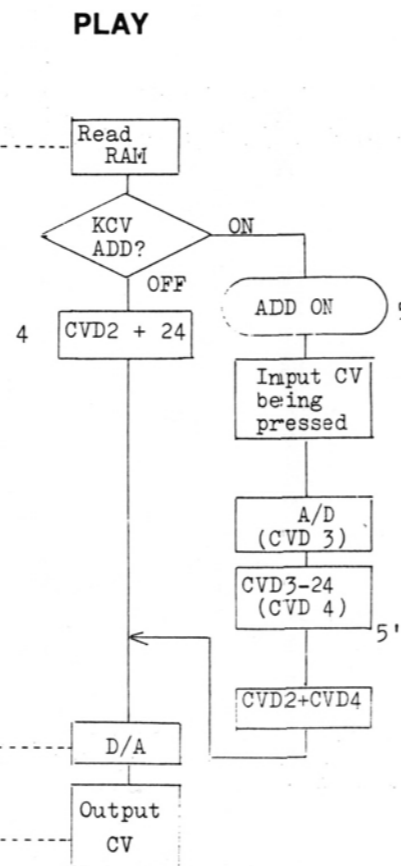 PLAY
Read
RAM
KCV
ADD?
ON
OFF
4
CVD2 + 24
ADD ON
Input CV
being
pressed
A/D
(CVD 3)
CVD3-24
(CVD 4)
5'
CVD2+CVD4
D/A
Output
CV